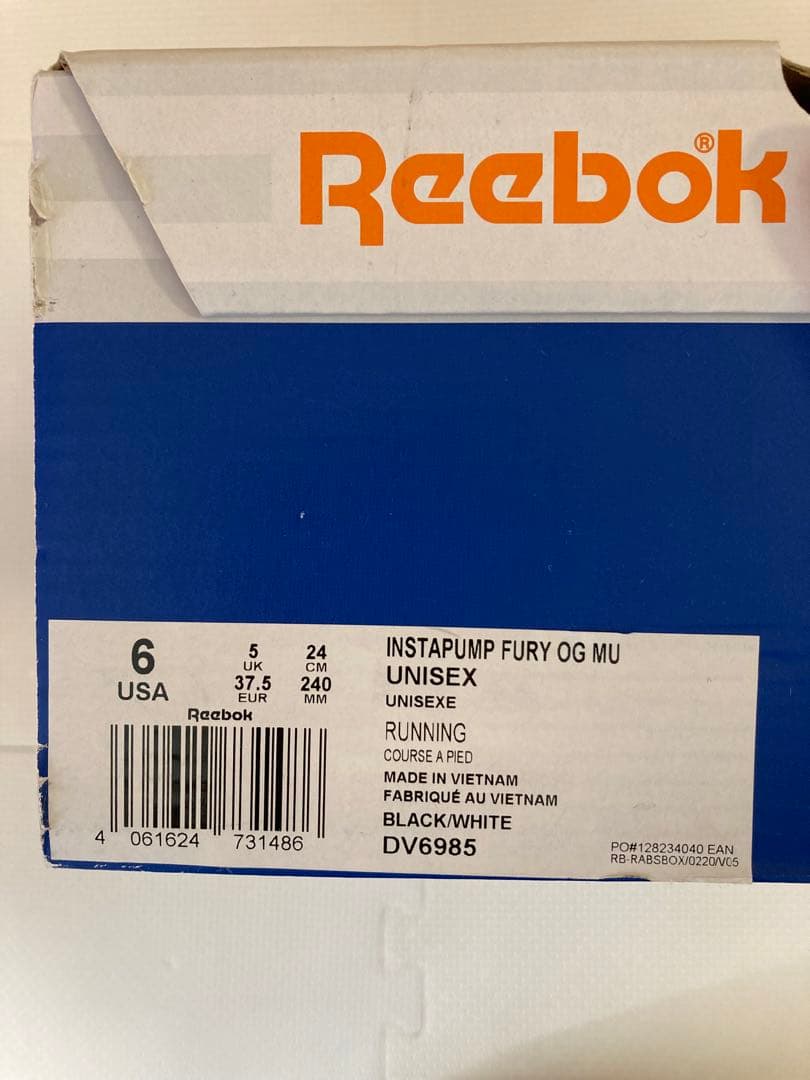 Reebok®
6
USA
5
UK
37.5
EUR
24
CM
240
MM
Reebok
4 061624 731486
INSTAPUMP FURY OG MU
UNISEX
UNISEXE
RUNNING
COURSE A PIED
MADE IN VIETNAM
FABRIQUÉ AU VIETNAM
BLACK/WHITE
DV6985
PO#128234040 EAN
RB-RABSBOX/0220/V05